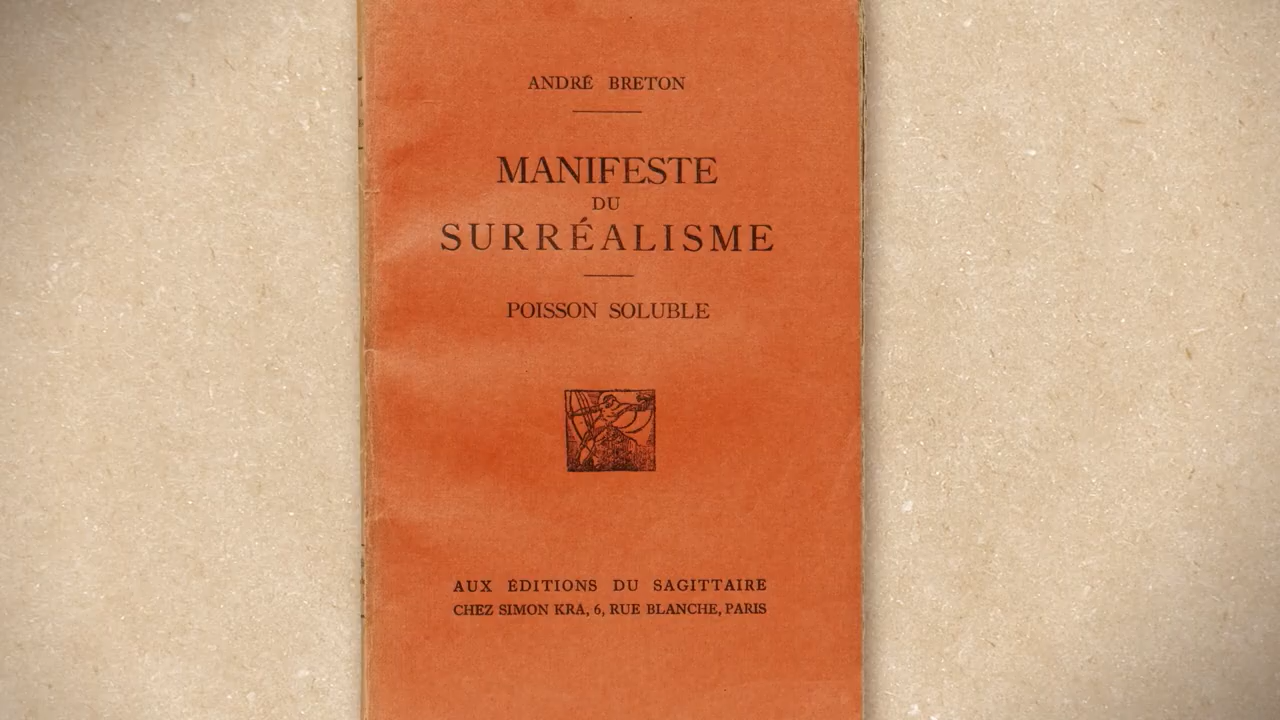 ANDRÉ BRETON
MANIFESTE
DU
SURRÉALISME
POISSON SOLUBLE
AUX ÉDITIONS DU SAGITTAIRE
CHEZ SIMON KRA, 6, RUE BLANCHE, PARIS